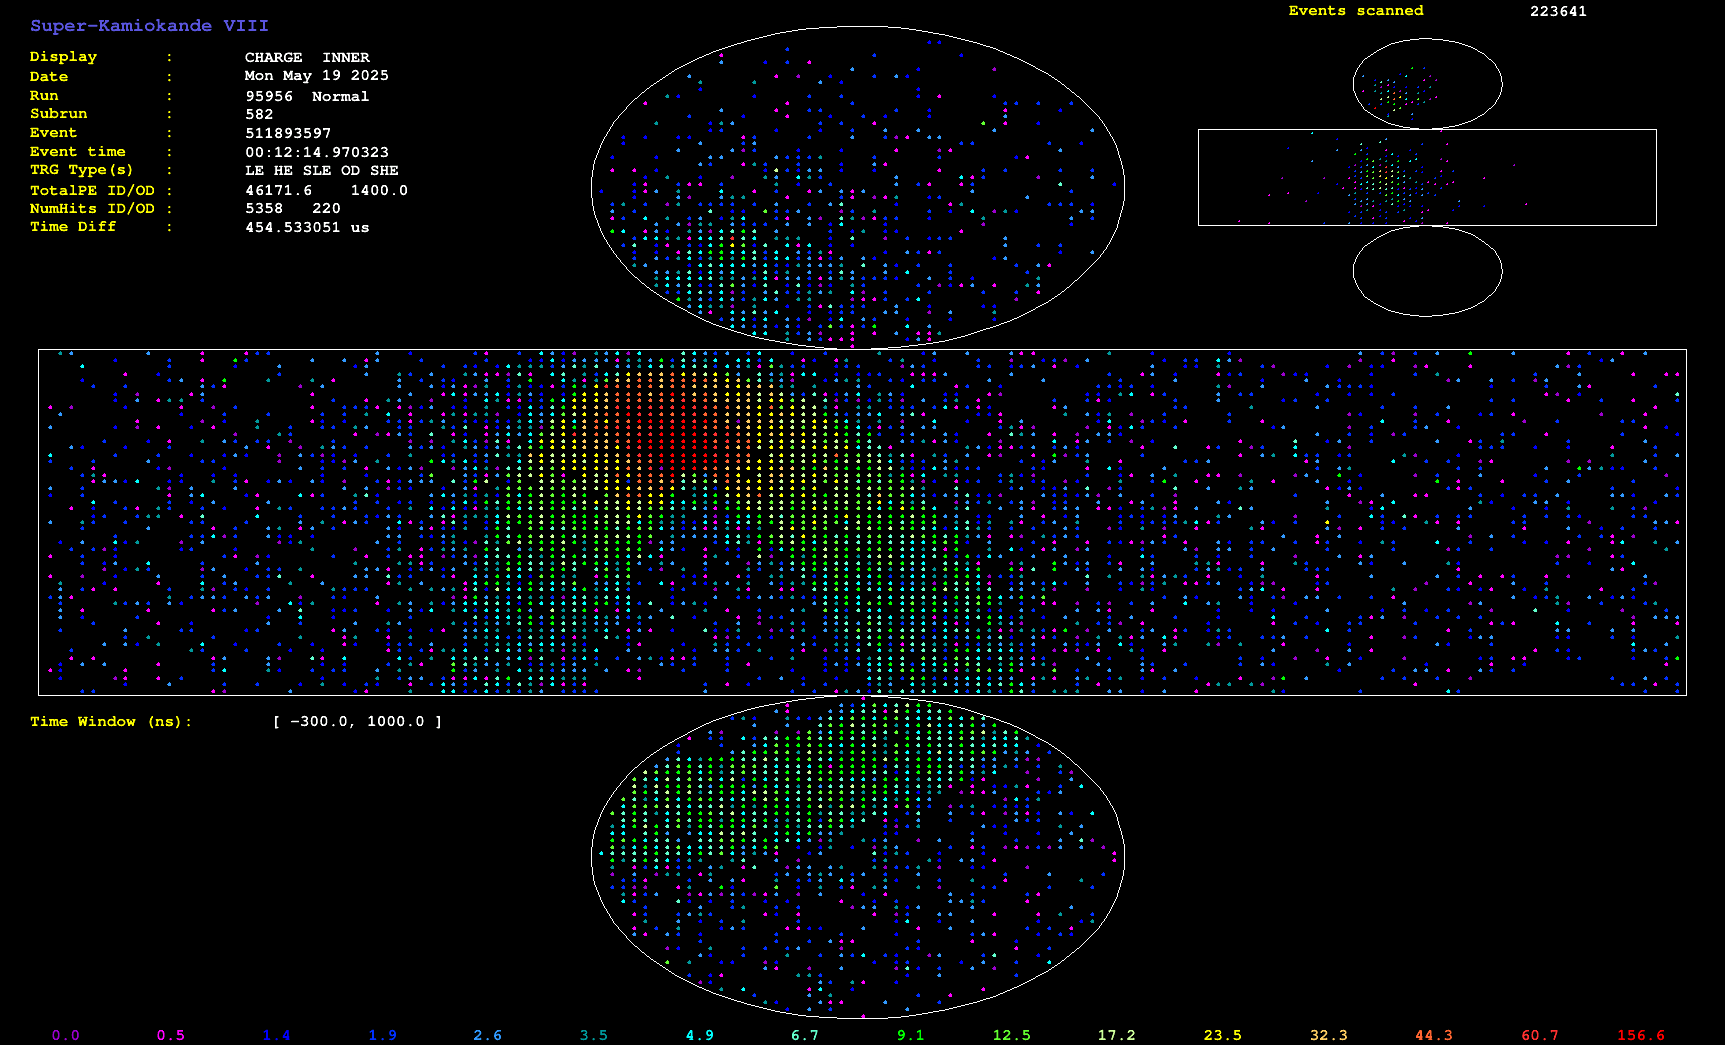 Super-Kamiokande VIII
Display : CHARGE INNER
Date : Mon May 19 2025
Run : 95956 Normal
Subrun : 582
Event : 511893597
Event time : 00:12:14.970323
TRG Type(s) : LE HE SLE OD SHE
TotalPE ID/OD : 46171.6 1400.0
NumHits ID/OD : 5358 220
Time Diff : 454.533051 us
Events scanned 223641
Time Window (ns): [ -300.0, 1000.0 ]
0.0 0.5 1.4 1.9 2.6 3.5 4.9 6.7 9.1 12.5 17.2 23.5 32.3 44.3 60.7 156.6